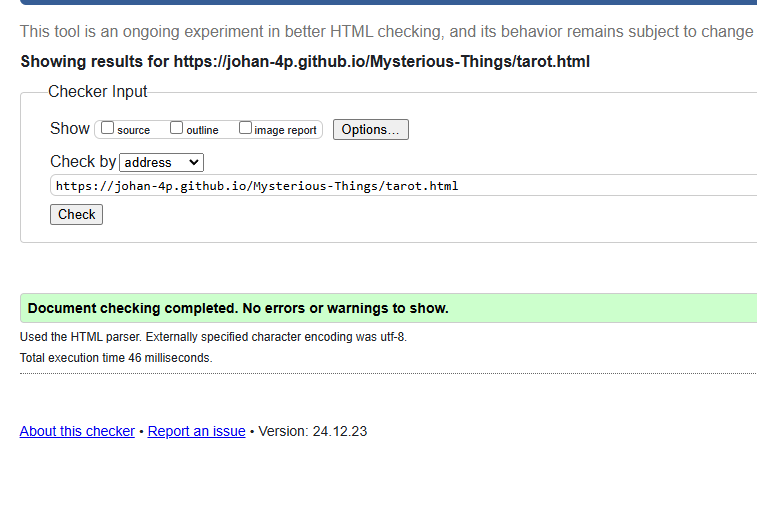 This tool is an ongoing experiment in better HTML checking, and its behavior remains subject to change
Showing results for https://johan-4p.github.io/Mysterious-Things/tarot.html
Checker Input
Show source outline image report Options...
Check by address
https://johan-4p.github.io/Mysterious-Things/tarot.html
Check
Document checking completed. No errors or warnings to show.
Used the HTML parser. Externally specified character encoding was utf-8.
Total execution time 46 milliseconds.
About this checker • Report an issue • Version: 24.12.23